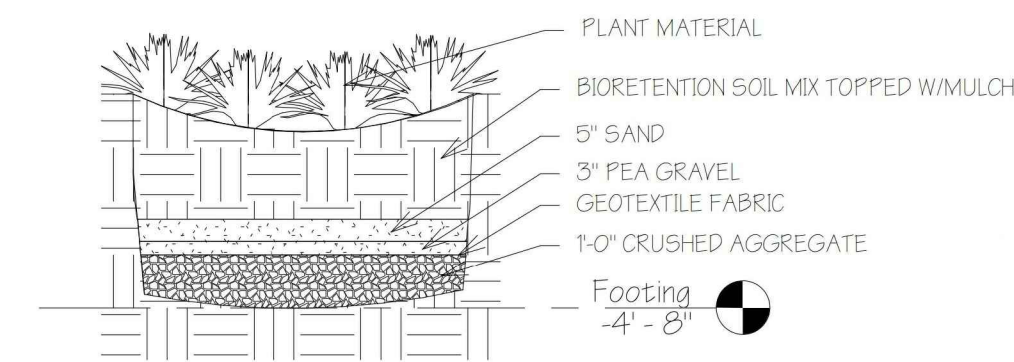 PLANT MATERIAL
BIORETENTION SOIL MIX TOPPED W/MULCH
5" SAND
3" PEA GRAVEL
GEOTEXTILE FABRIC
1'-0" CRUSHED AGGREGATE
Footing
-4' - 8"